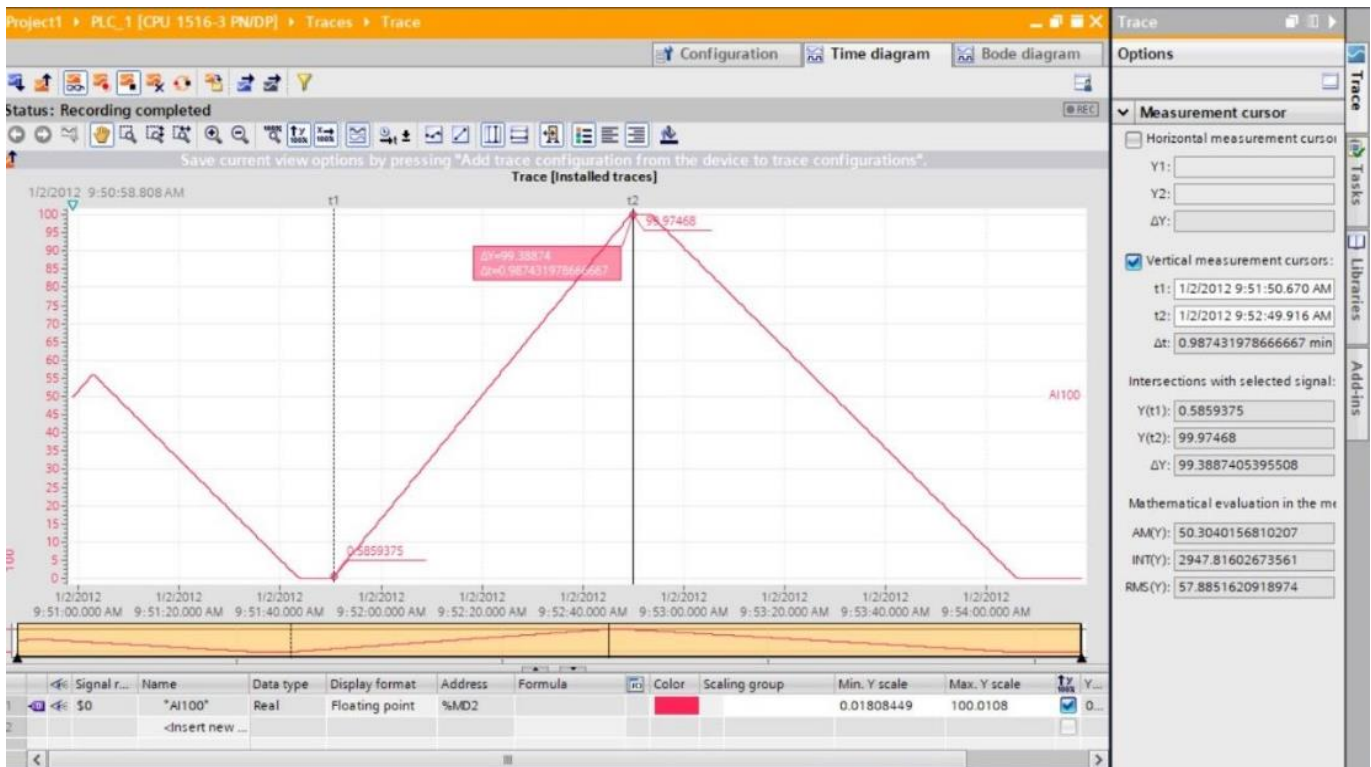 Project1 ▸ PLC_1 [CPU 1516-3 PN/DP] ▸ Traces ▸ Trace
Configuration Time diagram Bode diagram
Status: Recording completed
REC
Save current view options by pressing "Add trace configuration from the device to trace configurations".
Trace [Installed traces]
1/2/2012 9:50:58.808 AM
t1 t2
100
95
90
85
80
75
70
65
60
55
50
45
40
35
30
25
20
15
10
5
0
100
99.97468
ΔY=99.38874
Δt=0.987431978666667
AI100
0.5859375
1/2/2012 1/2/2012 1/2/2012 1/2/2012 1/2/2012 1/2/2012 1/2/2012 1/2/2012 1/2/2012 1/2/2012
9:51:00.000 AM 9:51:20.000 AM 9:51:40.000 AM 9:52:00.000 AM 9:52:20.000 AM 9:52:40.000 AM 9:53:00.000 AM 9:53:20.000 AM 9:53:40.000 AM 9:54:00.000 AM
Signal r... Name Data type Display format Address Formula Color Scaling group Min. Y scale Max. Y scale Y...
1 $0 "AI100" Real Floating point %MD2 0.01808449 100.0108 0...
2 <Insert new ...
Trace
Options
Measurement cursor
Horizontal measurement curso
Y1:
Y2:
ΔY:
Vertical measurement cursors:
t1: 1/2/2012 9:51:50.670 AM
t2: 1/2/2012 9:52:49.916 AM
Δt: 0.987431978666667 min
Intersections with selected signal:
Y(t1): 0.5859375
Y(t2): 99.97468
ΔY: 99.3887405395508
Mathematical evaluation in the me
AM(Y): 50.3040156810207
INT(Y): 2947.81602673561
RMS(Y): 57.8851620918974
Trace
Tasks
Libraries
Add-ins